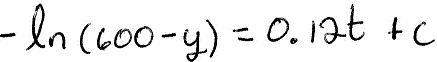 -ln(600-y) = 0.12t + c